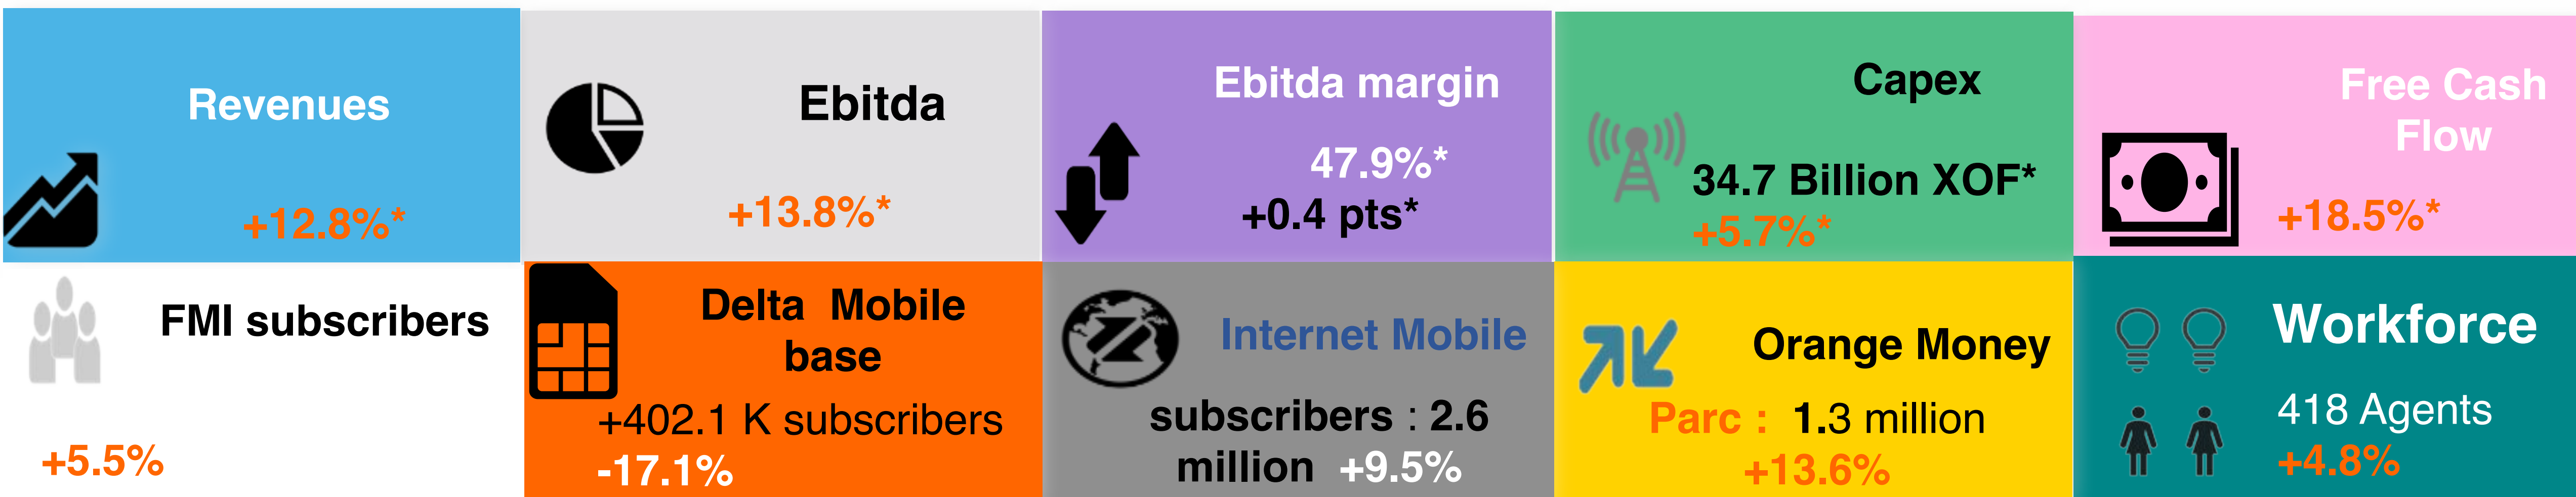 Revenues
+12.8%*
Ebitda
+13.8%*
Ebitda margin
47.9%*
+0.4 pts*
Capex
34.7 Billion XOF*
+5.7%*
Free Cash
Flow
+18.5%*
FMI subscribers
+5.5%
Delta Mobile
base
+402.1 K subscribers
-17.1%
Internet Mobile
subscribers : 2.6
million +9.5%
Orange Money
Parc : 1.3 million
+13.6%
Workforce
418 Agents
+4.8%